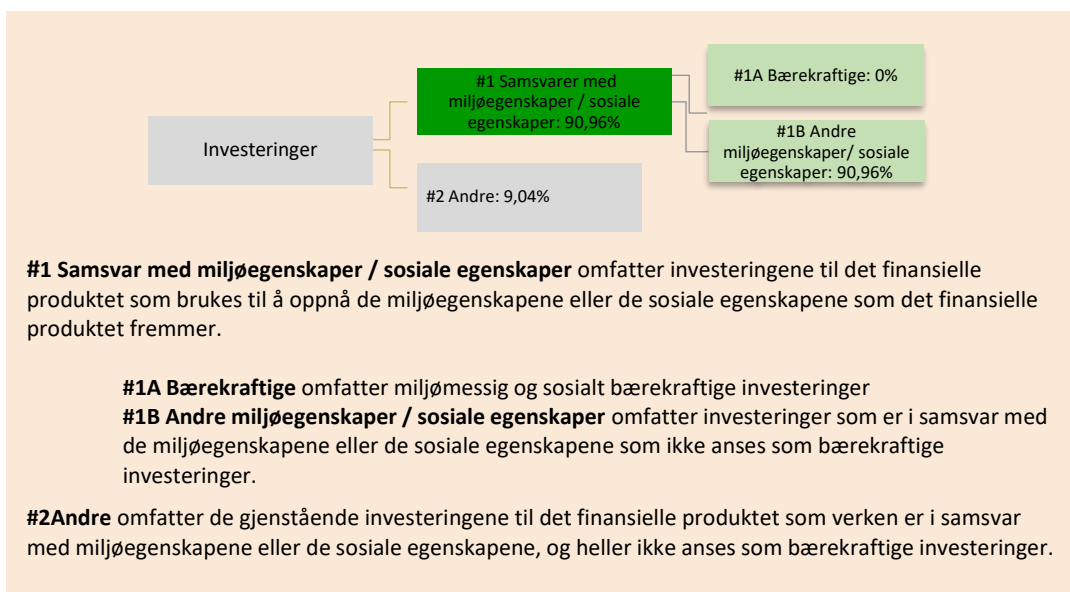 #1 Samsvarer med
miljøegenskaper / sosiale
egenskaper: 90,96%
#1A Bærekraftige: 0%
Investeringer
#1B Andre
miljøegenskaper/ sosiale
egenskaper: 90,96%
#2 Andre: 9,04%
#1 Samsvar med miljøegenskaper / sosiale egenskaper omfatter investeringene til det finansielle
produktet som brukes til å oppnå de miljøegenskapene eller de sosiale egenskapene som det finansielle
produktet fremmer.
#1A Bærekraftige omfatter miljømessig og sosialt bærekraftige investeringer
#1B Andre miljøegenskaper / sosiale egenskaper omfatter investeringer som er i samsvar med
de miljøegenskapene eller de sosiale egenskapene som ikke anses som bærekraftige
investeringer.
#2Andre omfatter de gjenstående investeringene til det finansielle produktet som verken er i samsvar
med miljøegenskapene eller de sosiale egenskapene, og heller ikke anses som bærekraftige investeringer.